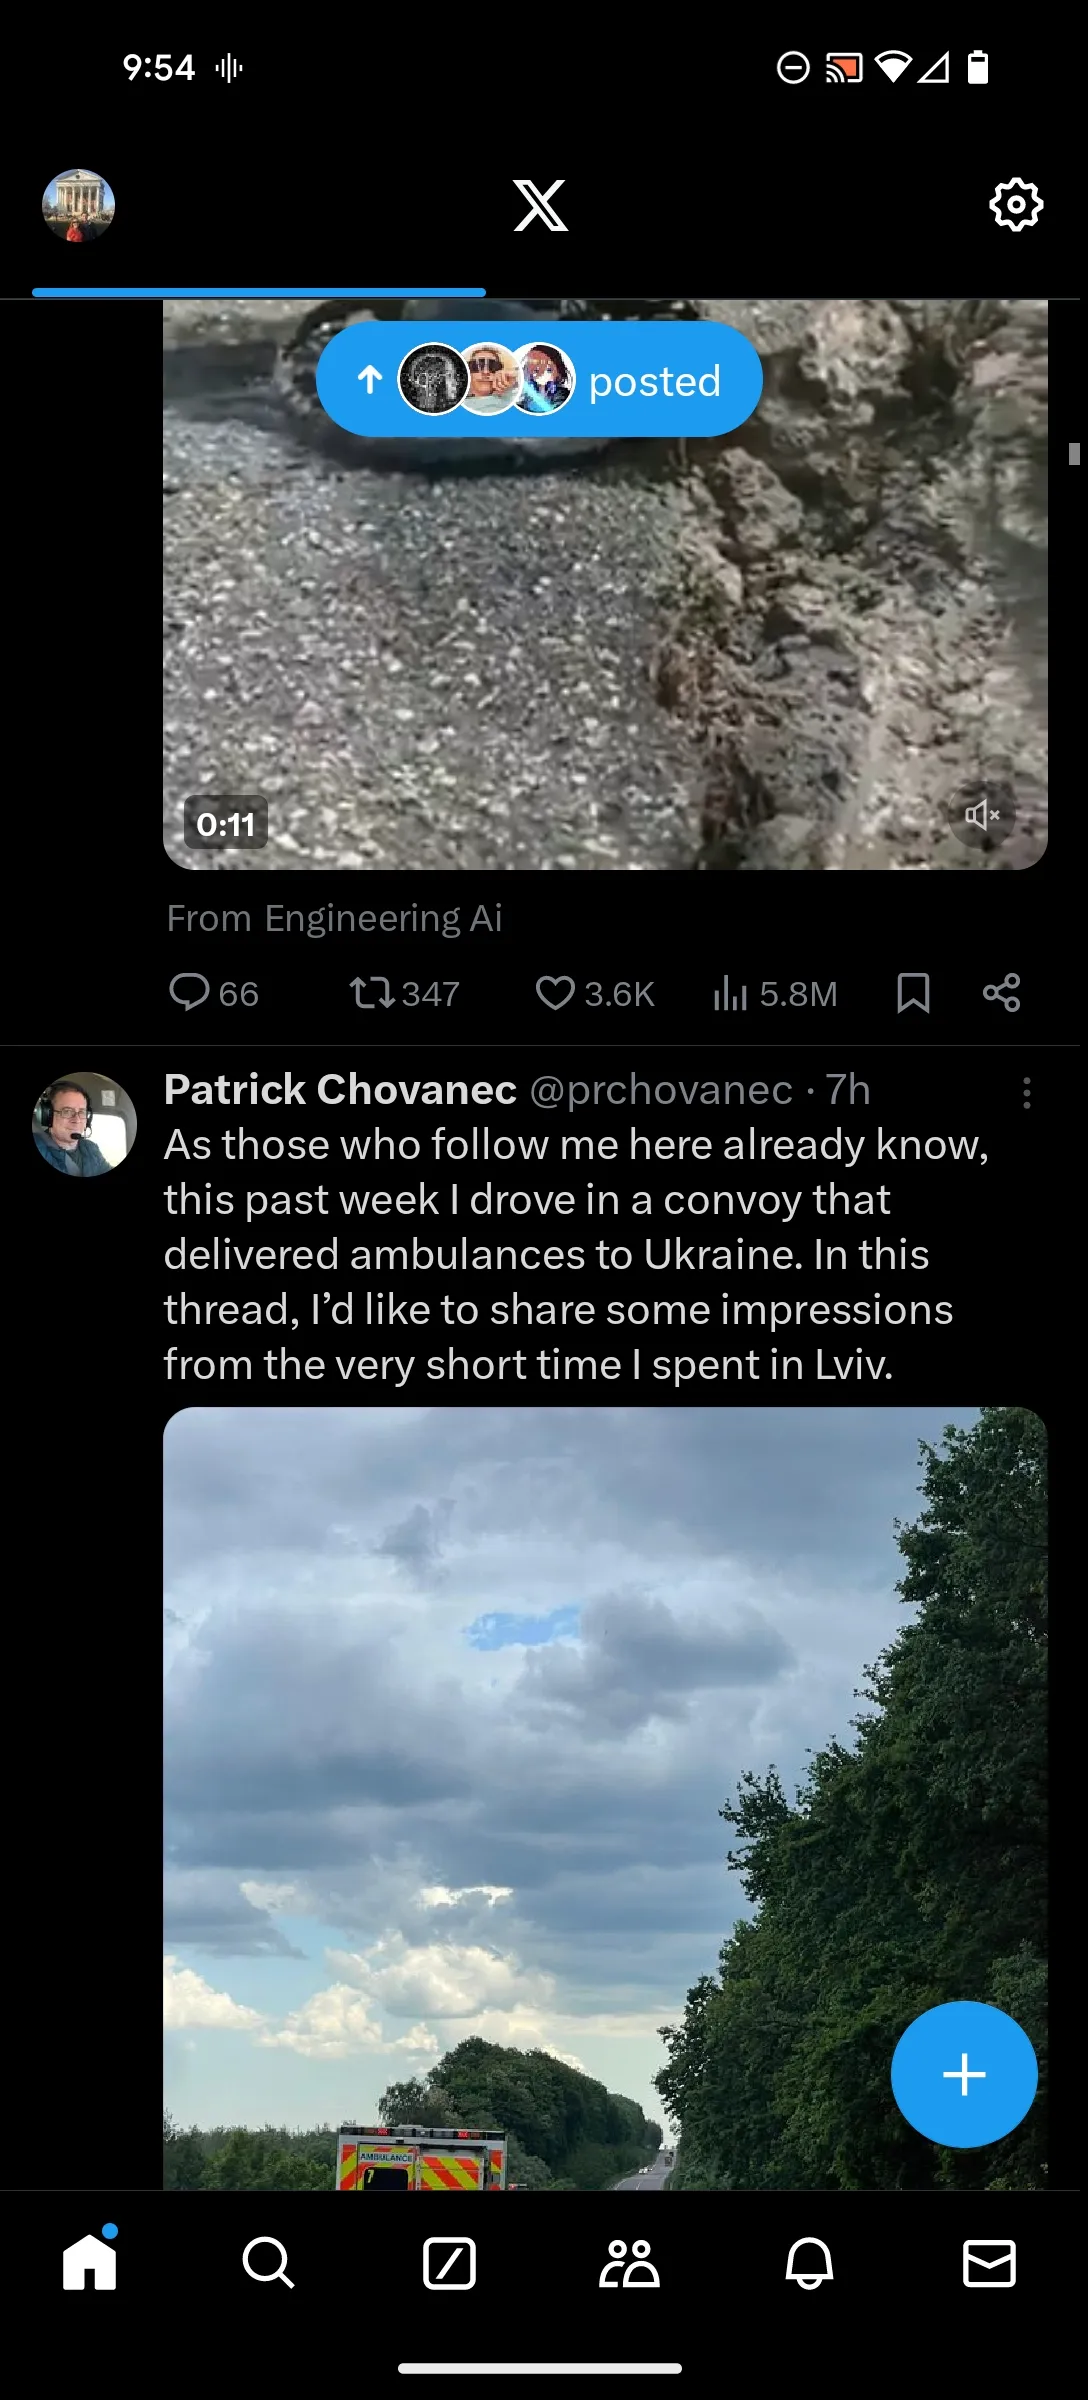 9:54
posted
0:11
From Engineering Ai
66 347 3.6K 5.8M
Patrick Chovanec @prchovanec · 7h
As those who follow me here already know,
this past week I drove in a convoy that
delivered ambulances to Ukraine. In this
thread, I’d like to share some impressions
from the very short time I spent in Lviv.
AMBULANCE
7